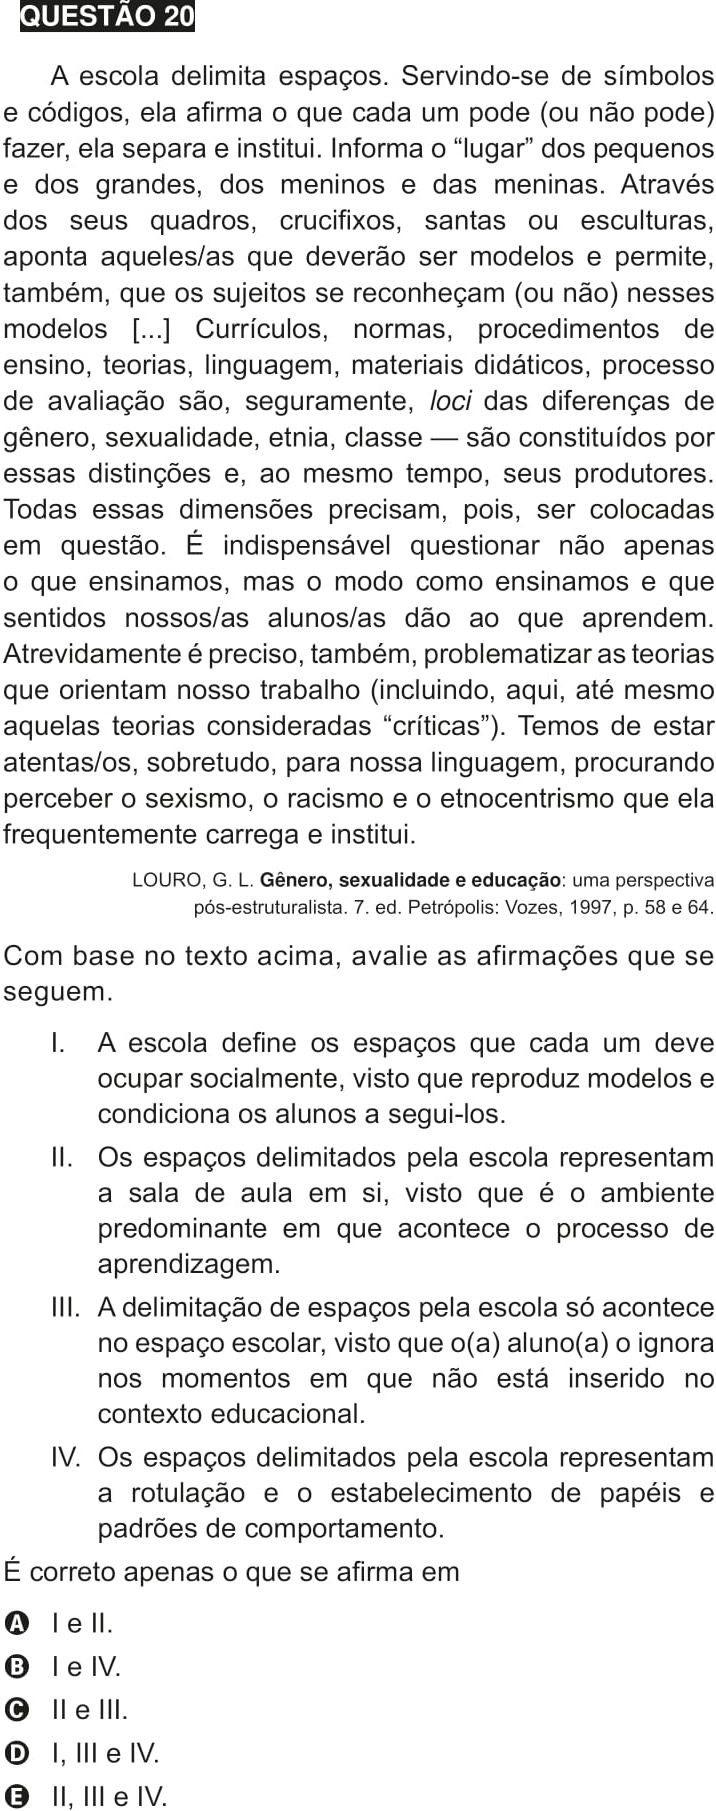 QUESTÃO 20
A escola delimita espaços. Servindo-se de símbolos
e códigos, ela afirma o que cada um pode (ou não pode)
fazer, ela separa e institui. Informa o “lugar” dos pequenos
e dos grandes, dos meninos e das meninas. Através
dos seus quadros, crucifixos, santas ou esculturas,
aponta aqueles/as que deverão ser modelos e permite,
também, que os sujeitos se reconheçam (ou não) nesses
modelos [...] Currículos, normas, procedimentos de
ensino, teorias, linguagem, materiais didáticos, processo
de avaliação são, seguramente, loci das diferenças de
gênero, sexualidade, etnia, classe — são constituídos por
essas distinções e, ao mesmo tempo, seus produtores.
Todas essas dimensões precisam, pois, ser colocadas
em questão. É indispensável questionar não apenas
o que ensinamos, mas o modo como ensinamos e que
sentidos nossos/as alunos/as dão ao que aprendem.
Atrevidamente é preciso, também, problematizar as teorias
que orientam nosso trabalho (incluindo, aqui, até mesmo
aquelas teorias consideradas “críticas”). Temos de estar
atentas/os, sobretudo, para nossa linguagem, procurando
perceber o sexismo, o racismo e o etnocentrismo que ela
frequentemente carrega e institui.
LOURO, G. L. Gênero, sexualidade e educação: uma perspectiva
pós-estruturalista. 7. ed. Petrópolis: Vozes, 1997, p. 58 e 64.
Com base no texto acima, avalie as afirmações que se
seguem.
I. A escola define os espaços que cada um deve
ocupar socialmente, visto que reproduz modelos e
condiciona os alunos a segui-los.
II. Os espaços delimitados pela escola representam
a sala de aula em si, visto que é o ambiente
predominante em que acontece o processo de
aprendizagem.
III. A delimitação de espaços pela escola só acontece
no espaço escolar, visto que o(a) aluno(a) o ignora
nos momentos em que não está inserido no
contexto educacional.
IV. Os espaços delimitados pela escola representam
a rotulação e o estabelecimento de papéis e
padrões de comportamento.
É correto apenas o que se afirma em
A I e II.
B I e IV.
C II e III.
D I, III e IV.
E II, III e IV.